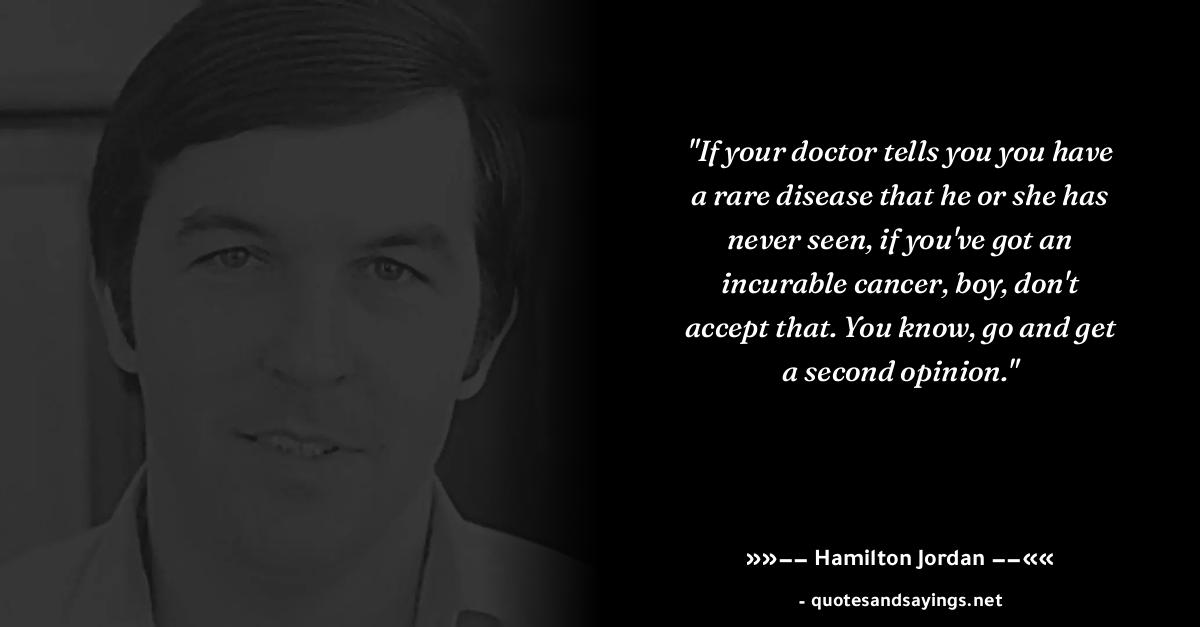 "If your doctor tells you you have
a rare disease that he or she has
never seen, if you've got an
incurable cancer, boy, don't
accept that. You know, go and get
a second opinion."
»»−− Hamilton Jordan −−««
- quotesandsayings.net